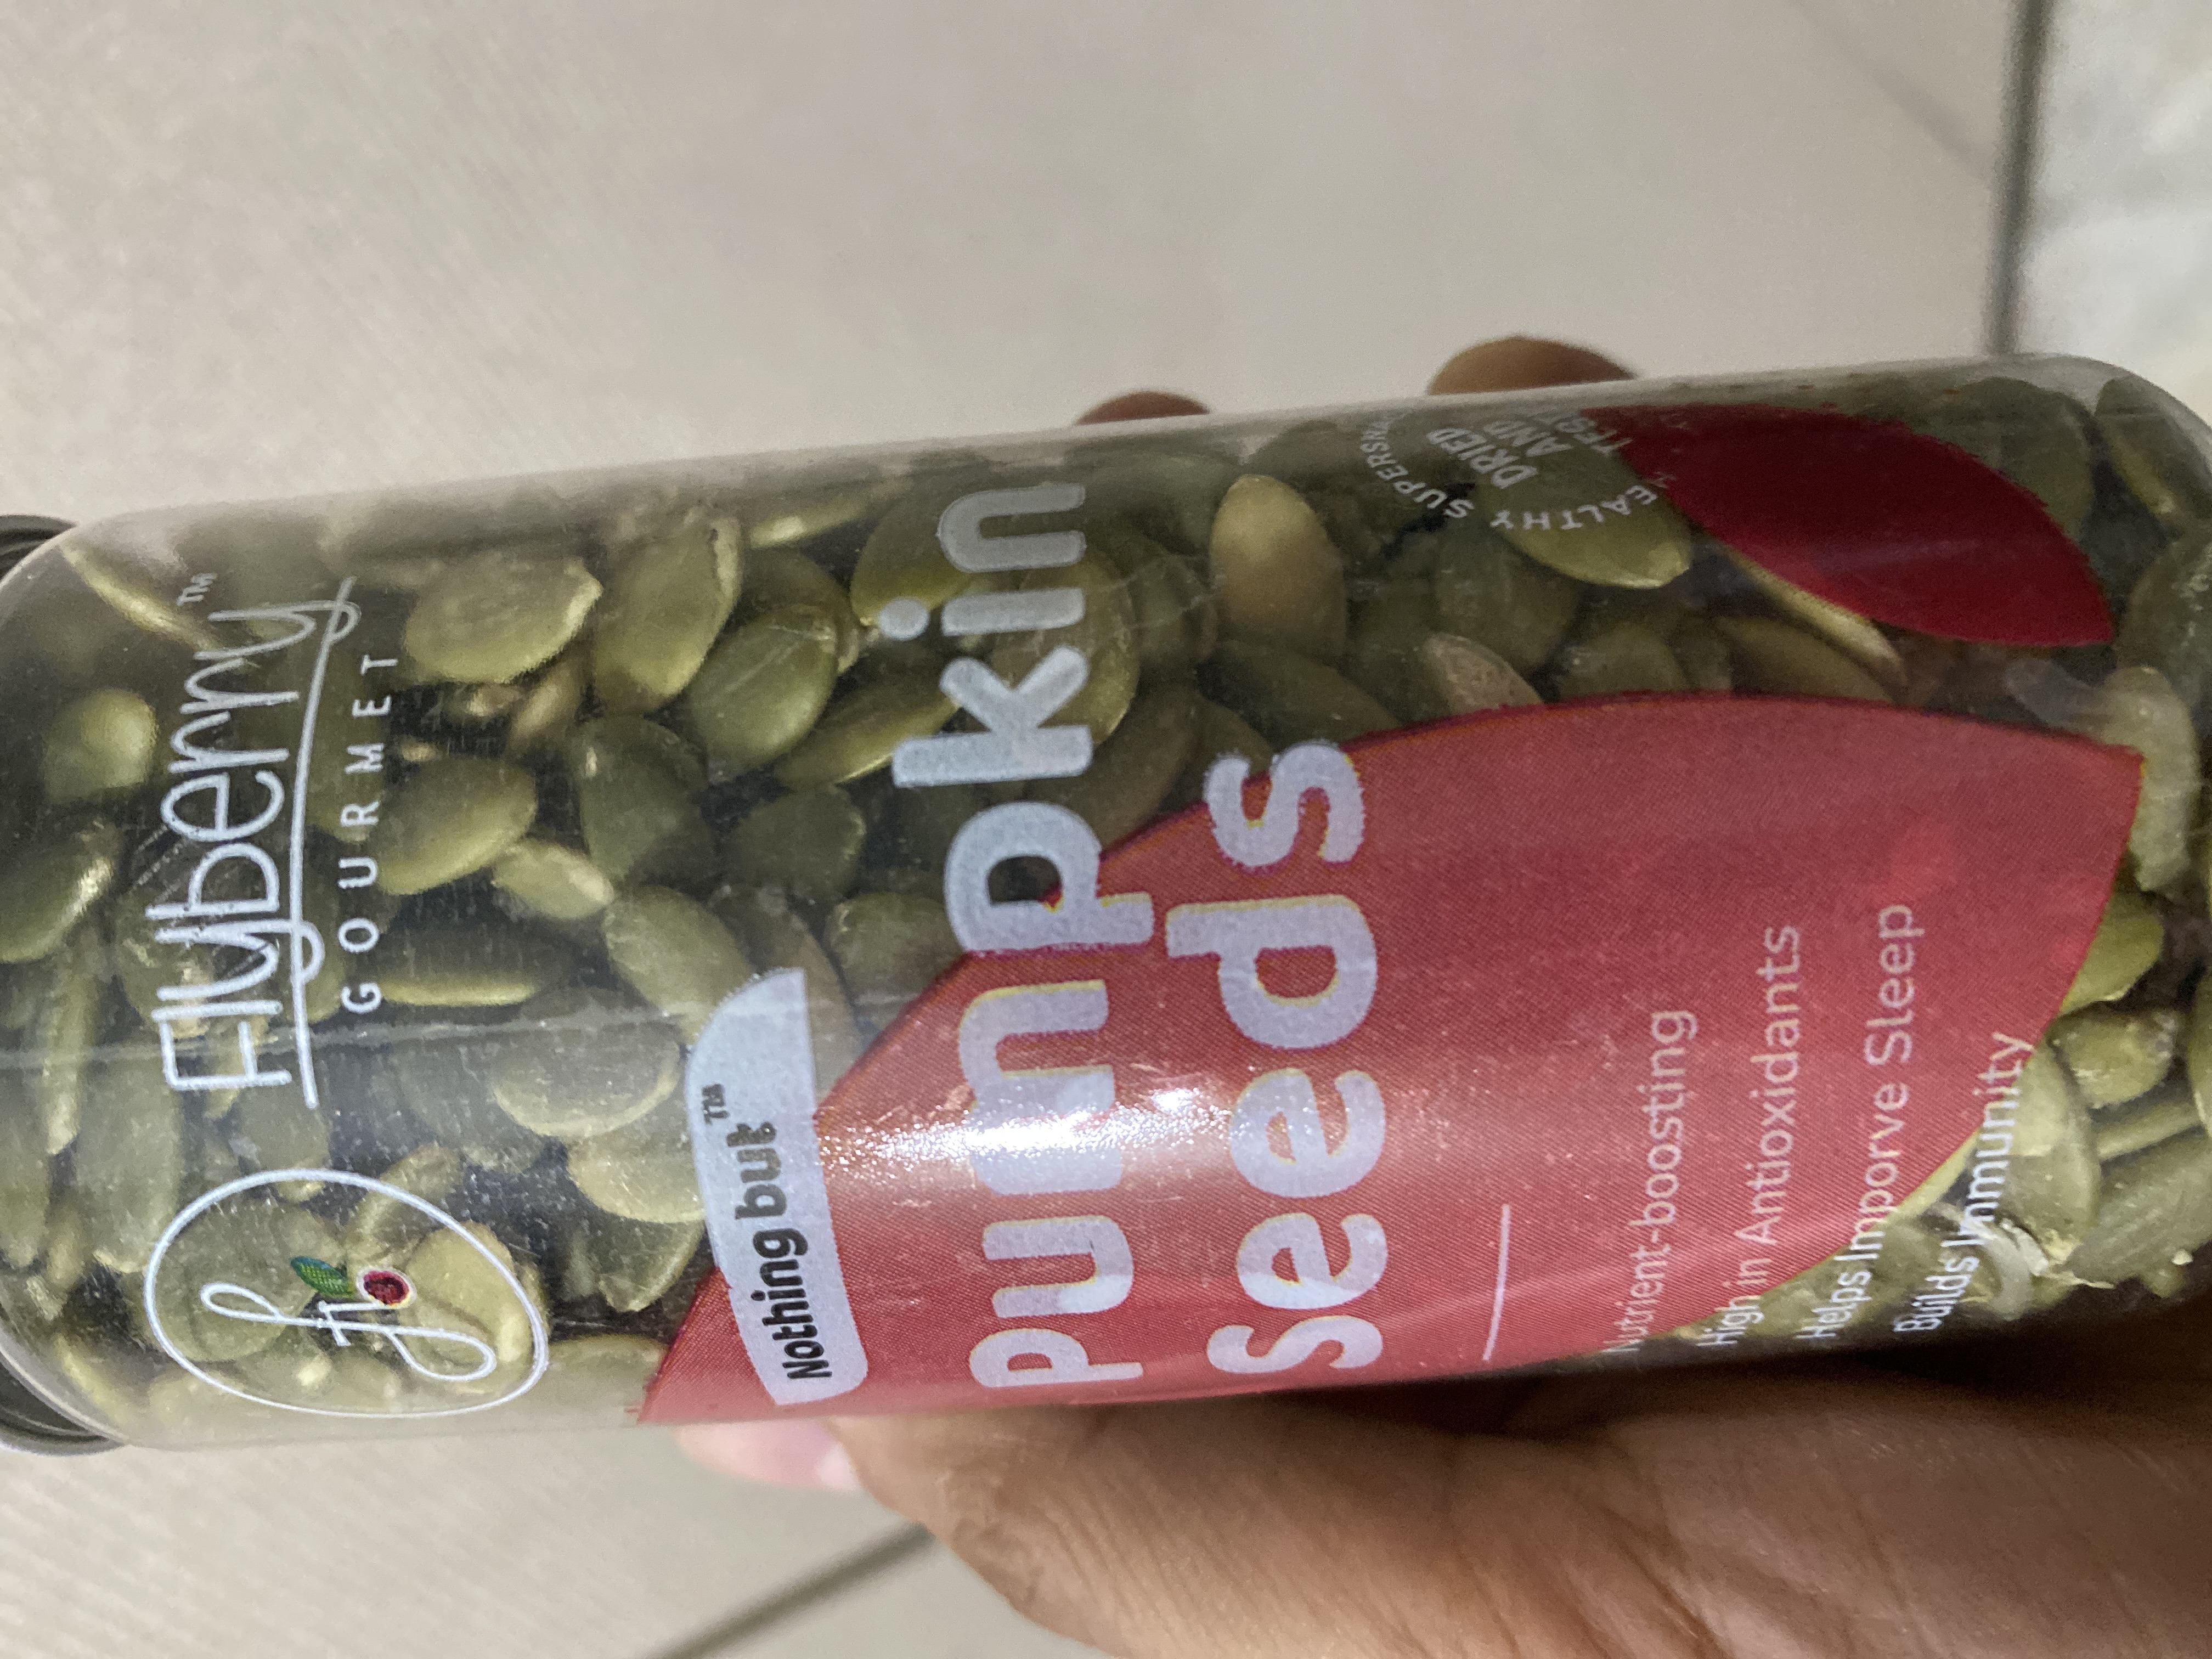 Flyberry™
GOURMET
Nothing but™
pumpkin
seeds
Nutrient-boosting
High in Antioxidants
Helps Imporve Sleep
Builds Immunity
HEALTHY
DRIED
AND